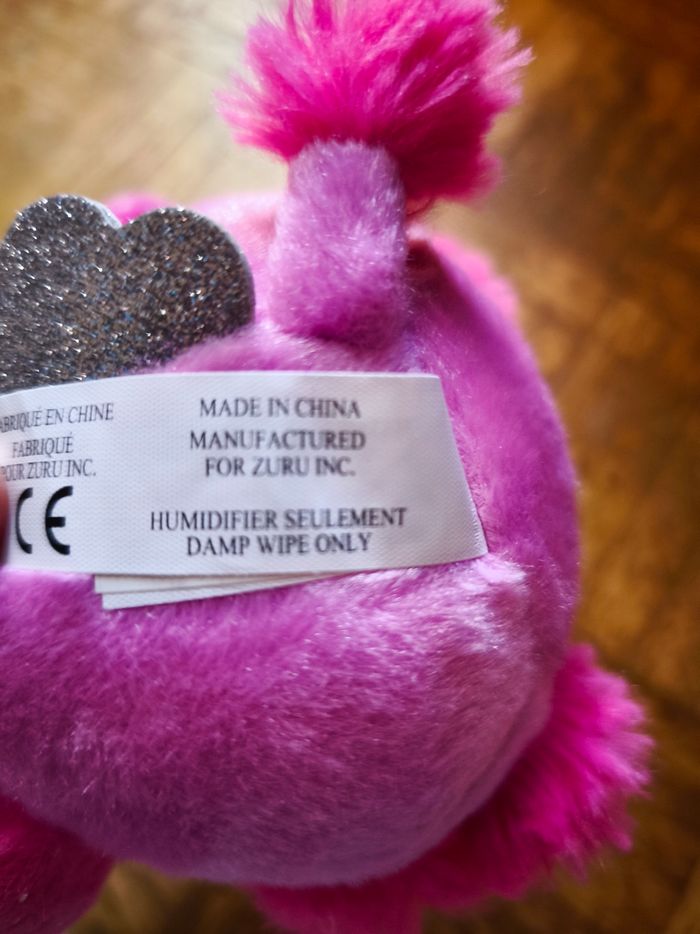 FABRIQUÉ EN CHINE
FABRIQUÉ
POUR ZURU INC.
CE
MADE IN CHINA
MANUFACTURED
FOR ZURU INC.
HUMIDIFIER SEULEMENT
DAMP WIPE ONLY